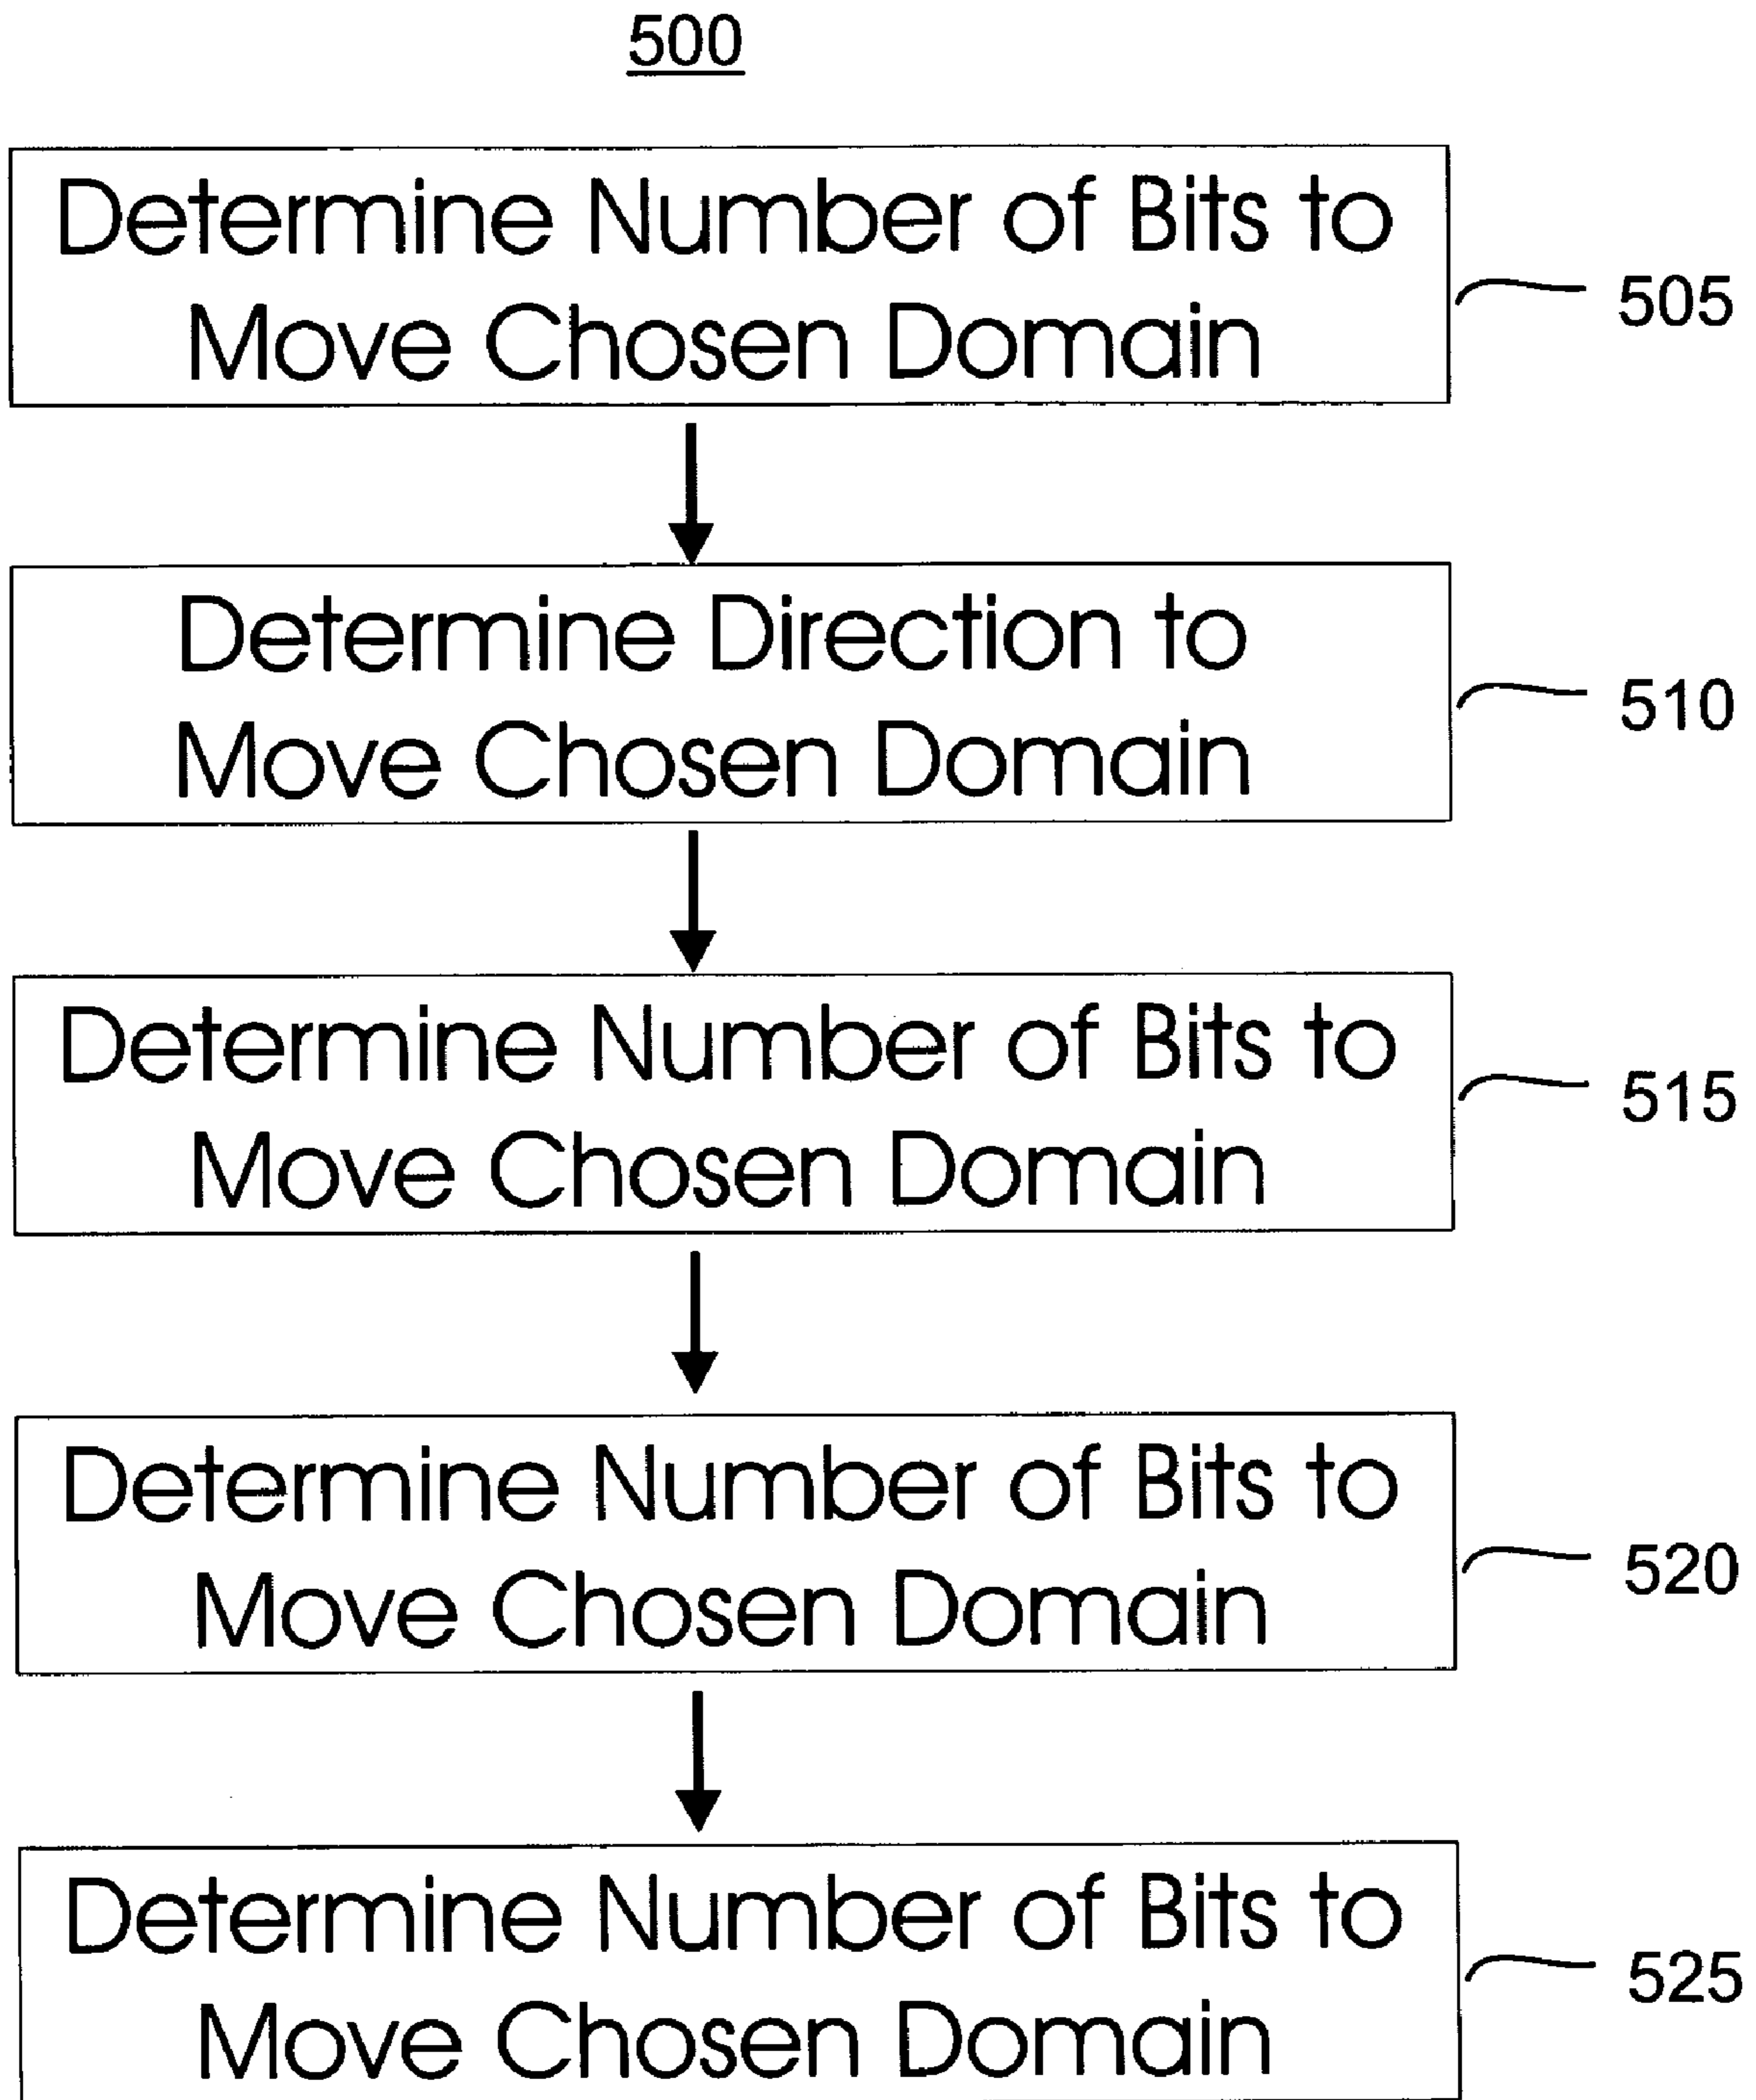 500
Determine Number of Bits to
Move Chosen Domain
505
Determine Direction to
Move Chosen Domain
510
Determine Number of Bits to
Move Chosen Domain
515
Determine Number of Bits to
Move Chosen Domain
520
Determine Number of Bits to
Move Chosen Domain
525